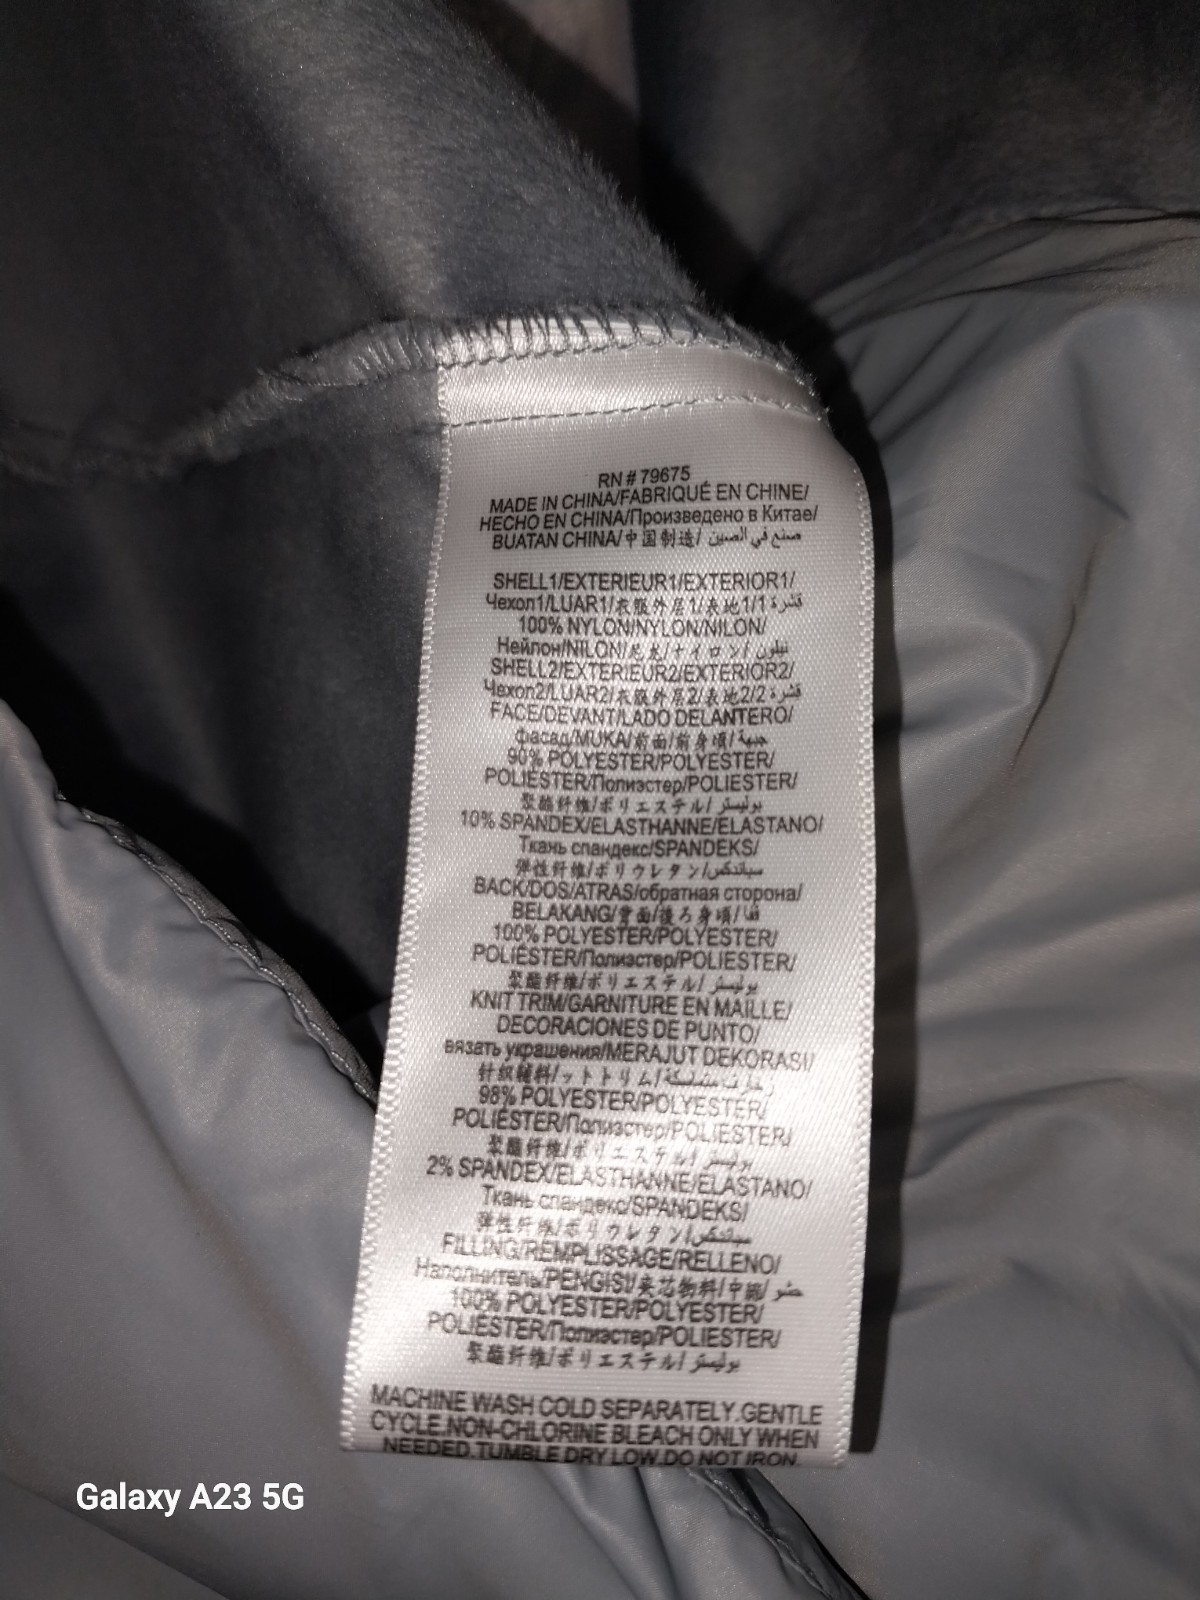 RN # 79675
MADE IN CHINA/FABRIQUÉ EN CHINE/
HECHO EN CHINA/Произведено в Китае/
BUATAN CHINA/中国制造/ صنع في الصين
SHELL1/EXTERIEUR1/EXTERIOR1/
Чехол1/LUAR1/衣服外层1/表地1/1 قشرة
100% NYLON/NYLON/NILON/
Нейлон/NILON/尼龙/ナイロン/ نيلون
SHELL2/EXTERIEUR2/EXTERIOR2/
Чехол2/LUAR2/衣服外层2/表地2/2 قشرة
FACE/DEVANT/LADO DELANTERO/
Фасад/MUKA/前面/前身頃/
90% POLYESTER/POLYESTER/
POLIESTER/Полиэстер/POLIESTER/
聚酯纤维/ポリエステル/ بوليستر
10% SPANDEX/ELASTHANNE/ELASTANO/
Ткань спандекс/SPANDEKS/
弹性纤维/ポリウレタン/سباندكس
BACK/DOS/ATRAS/обратная сторона/
BELAKANG/背面/後ろ身頃/ قفا
100% POLYESTER/POLYESTER/
POLIESTER/Полиэстер/POLIESTER/
聚酯纤维/ポリエステル/ بوليستر
KNIT TRIM/GARNITURE EN MAILLE/
DECORACIONES DE PUNTO/
вязать украшения/MERAJUT DEKORASI/
针织辅料/ットトリム/
98% POLYESTER/POLYESTER/
POLIESTER/Полиэстер/POLIESTER/
聚酯纤维/ポリエステル/ بوليستر
2% SPANDEX/ELASTHANNE/ELASTANO/
Ткань спандекс/SPANDEKS/
弹性纤维/ポリウレタン/سباندكس
FILLING/REMPLISSAGE/RELLENO/
Наполнитель/PENGISI/夹芯物料/中綿/ حشو
100% POLYESTER/POLYESTER/
POLIESTER/Полиэстер/POLIESTER/
聚酯纤维/ポリエステル/ بوليستر
MACHINE WASH COLD SEPARATELY.GENTLE
CYCLE.NON-CHLORINE BLEACH ONLY WHEN
NEEDED.TUMBLE DRY LOW.DO NOT IRON.
Galaxy A23 5G